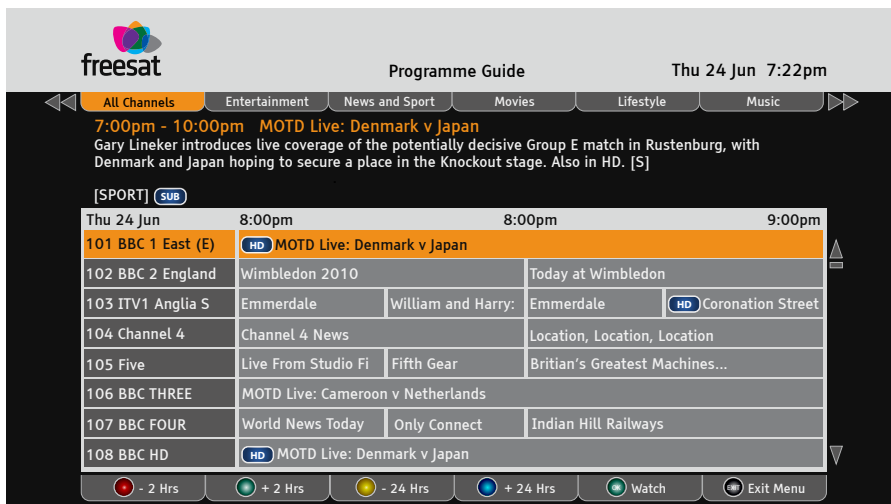 freesat
Programme Guide Thu 24 Jun 7:22pm
All Channels Entertainment News and Sport Movies Lifestyle Music
7:00pm - 10:00pm MOTD Live: Denmark v Japan
Gary Lineker introduces live coverage of the potentially decisive Group E match in Rustenburg, with
Denmark and Japan hoping to secure a place in the Knockout stage. Also in HD. [S]
[SPORT] SUB
Thu 24 Jun 8:00pm 8:00pm 9:00pm
101 BBC 1 East (E) HD MOTD Live: Denmark v Japan
102 BBC 2 England Wimbledon 2010 Today at Wimbledon
103 ITV1 Anglia S Emmerdale William and Harry: Emmerdale HD Coronation Street
104 Channel 4 Channel 4 News Location, Location, Location
105 Five Live From Studio Fi Fifth Gear Britian's Greatest Machines...
106 BBC THREE MOTD Live: Cameroon v Netherlands
107 BBC FOUR World News Today Only Connect Indian Hill Railways
108 BBC HD HD MOTD Live: Denmark v Japan
- 2 Hrs + 2 Hrs - 24 Hrs + 24 Hrs OK Watch EXIT Exit Menu